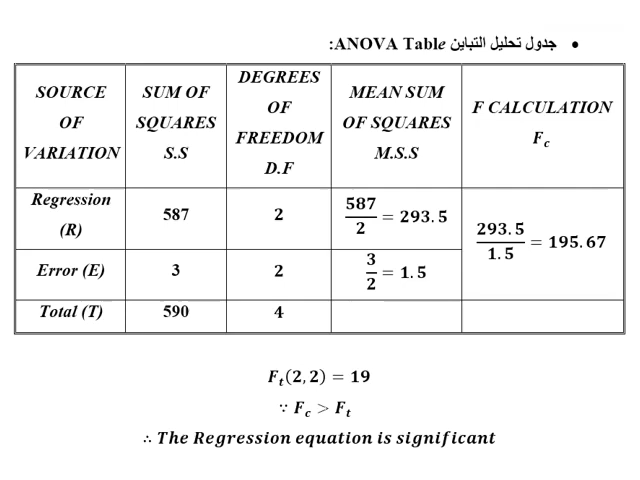 • جدول تحليل التباين ANOVA Table:
SOURCE OF VARIATION SUM OF SQUARES S.S DEGREES OF FREEDOM D.F MEAN SUM OF SQUARES M.S.S F CALCULATION F_c
Regression (R) 587 2 587/2 = 293.5 293.5/1.5 = 195.67
Error (E) 3 2 3/2 = 1.5
Total (T) 590 4
F_t(2,2) = 19
∵ F_c > F_t
∴ The Regression equation is significant